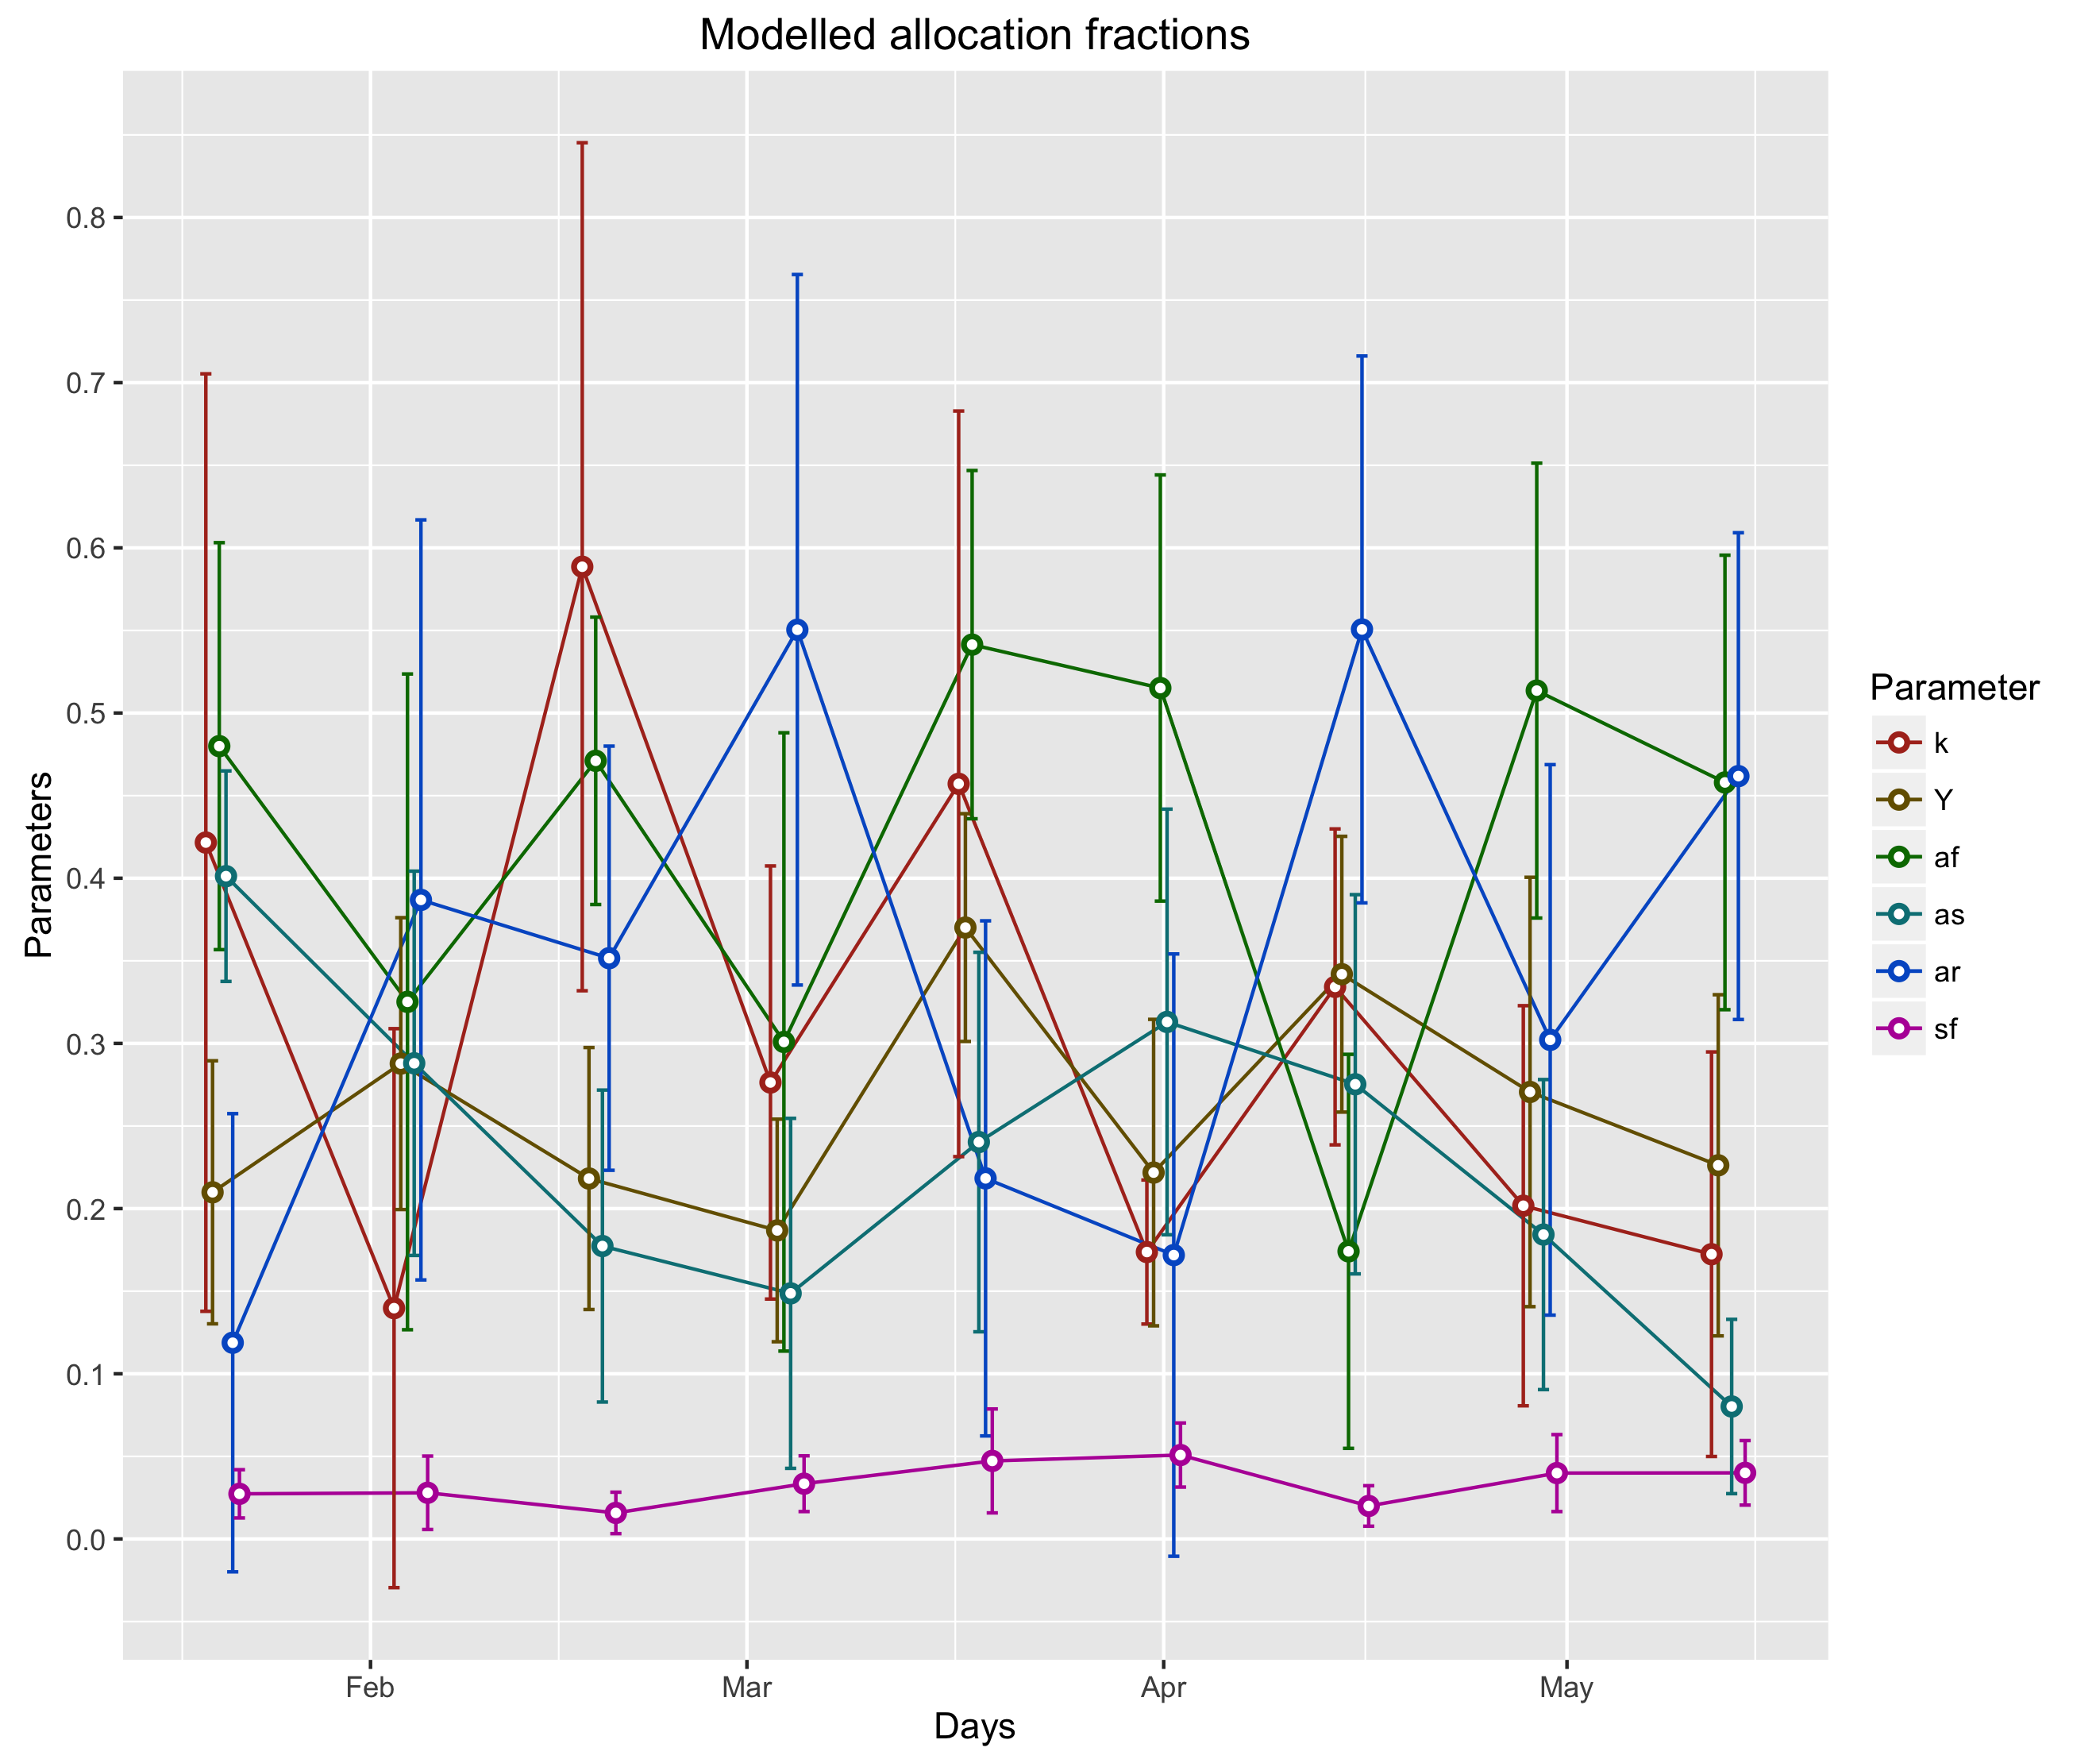 Modelled allocation fractions
Parameters
0.8
0.7
0.6
0.5
0.4
0.3
0.2
0.1
0.0
Feb Mar Apr May
Days
Parameter
k
Y
af
as
ar
sf